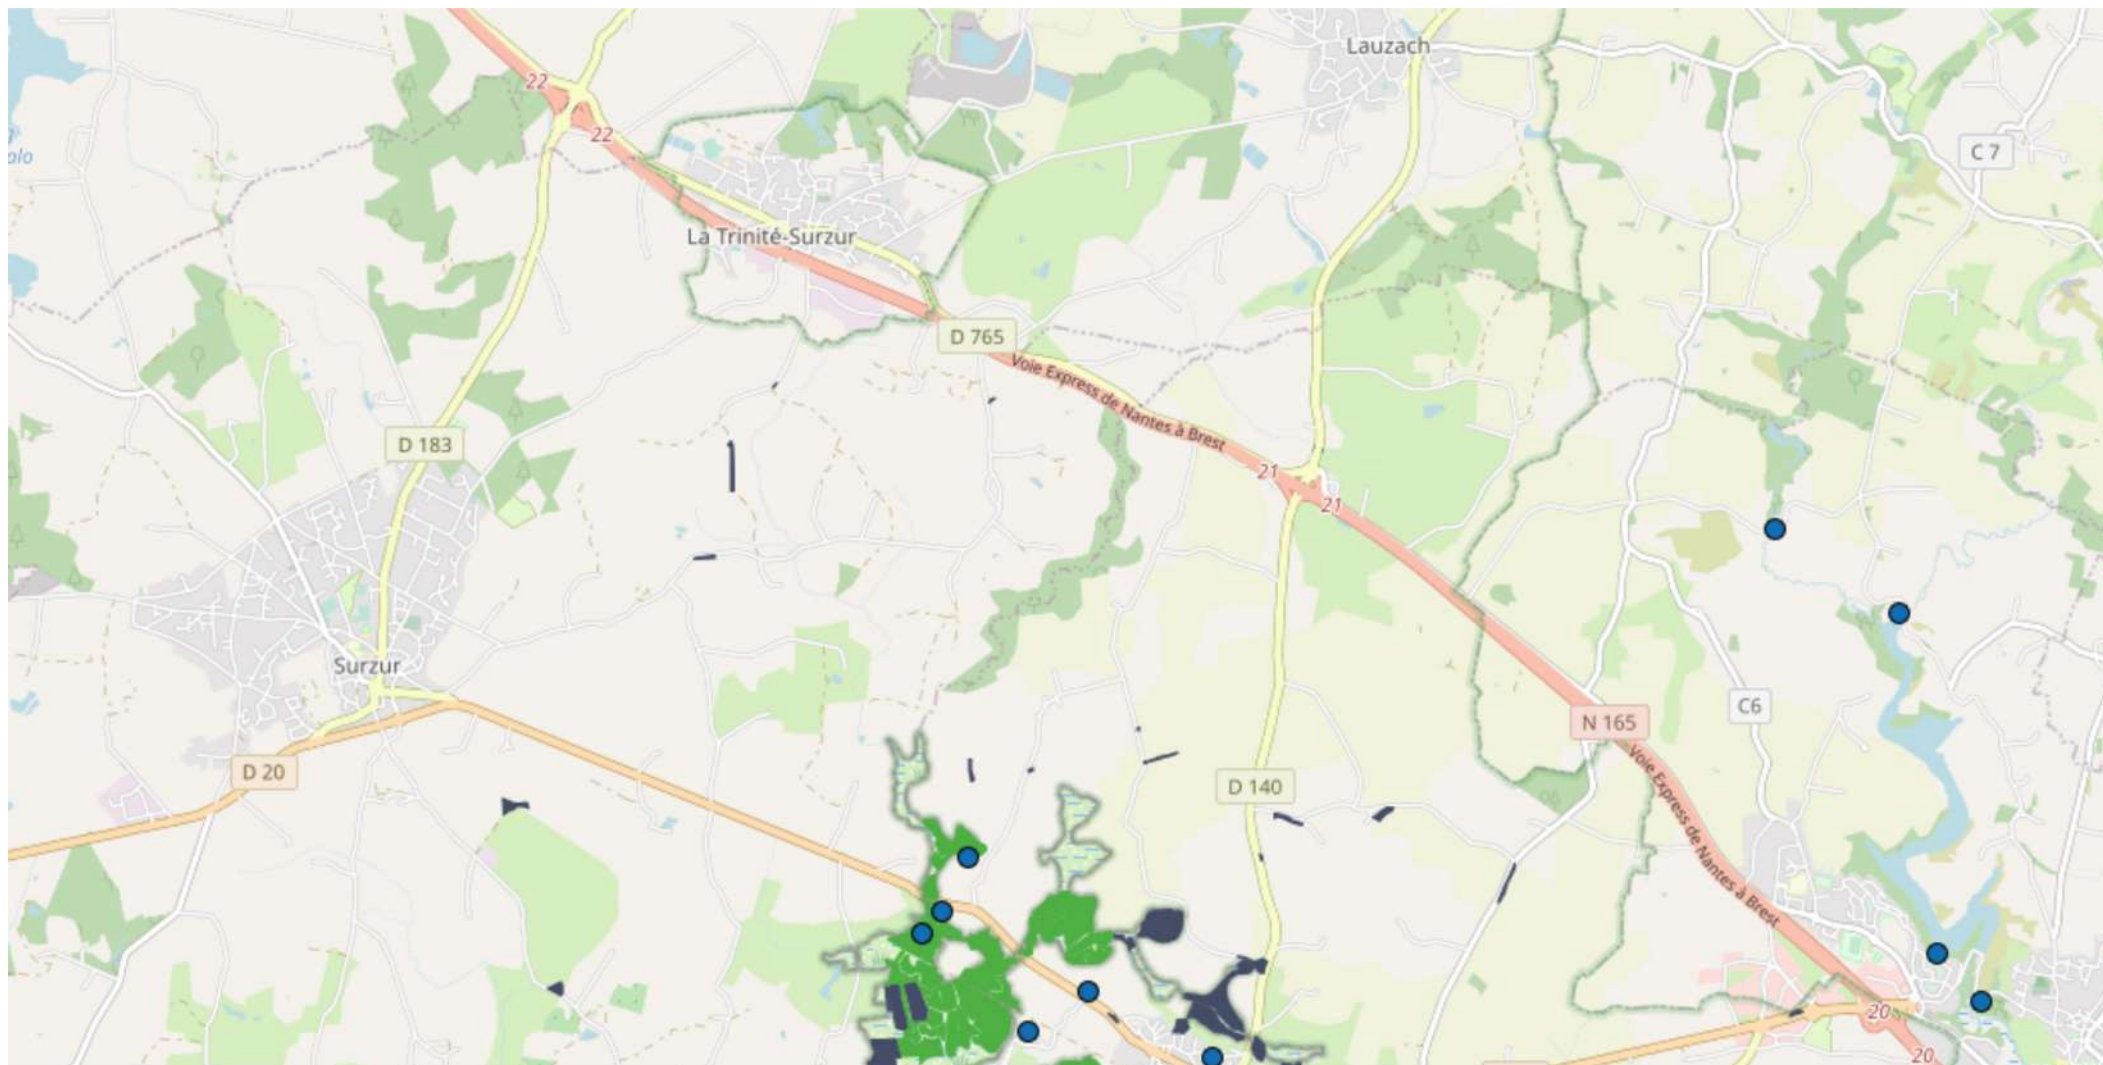 Lauzach
22
22
C 7
alo
La Trinité-Surzur
D 765
Voie Express de Nantes à Brest
D 183
21
21
Surzur
C6
N 165
D 20
D 140
Voie Express de Nantes à Brest
20
20